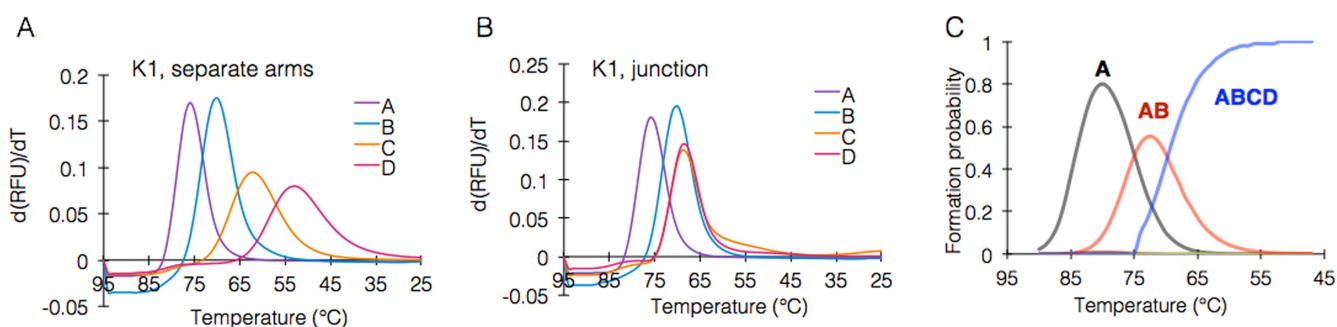 A
K1, separate arms
d(RFU)/dT
0.2
0.15
0.1
0.05
0
-0.05
95 85 75 65 55 45 35 25
Temperature (°C)
A
B
C
D
B
K1, junction
d(RFU)/dT
0.25
0.2
0.15
0.1
0.05
0
-0.05
95 85 75 65 55 45 35 25
Temperature (°C)
A
B
C
D
C
Formation probability
1
0.8
0.6
0.4
0.2
0
A
AB
ABCD
95 85 75 65 55 45
Temperature (°C)